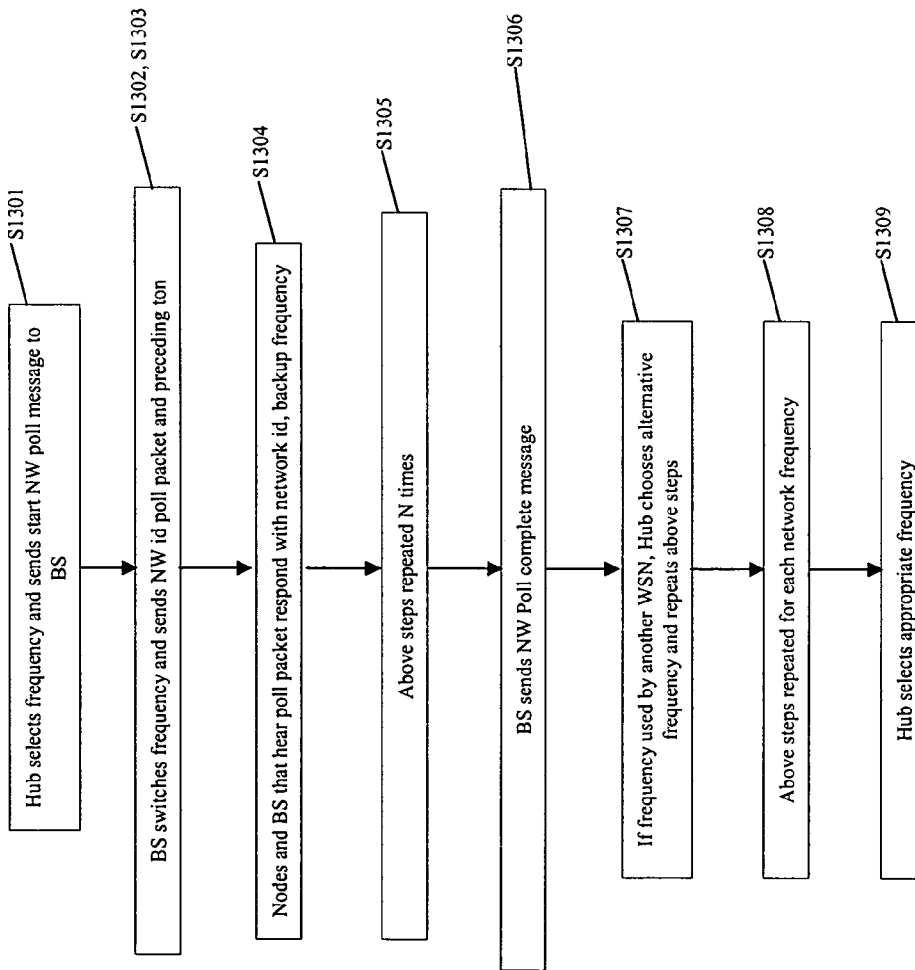 Hub selects frequency and sends start NW poll message to
BS
S1301
BS switches frequency and sends NW id poll packet and preceding ton
S1302, S1303
Nodes and BS that hear poll packet respond with network id, backup frequency
S1304
Above steps repeated N times
S1305
BS sends NW Poll complete message
S1306
If frequency used by another WSN, Hub chooses alternative
frequency and repeats above steps
S1307
Above steps repeated for each network frequency
S1308
Hub selects appropriate frequency
S1309